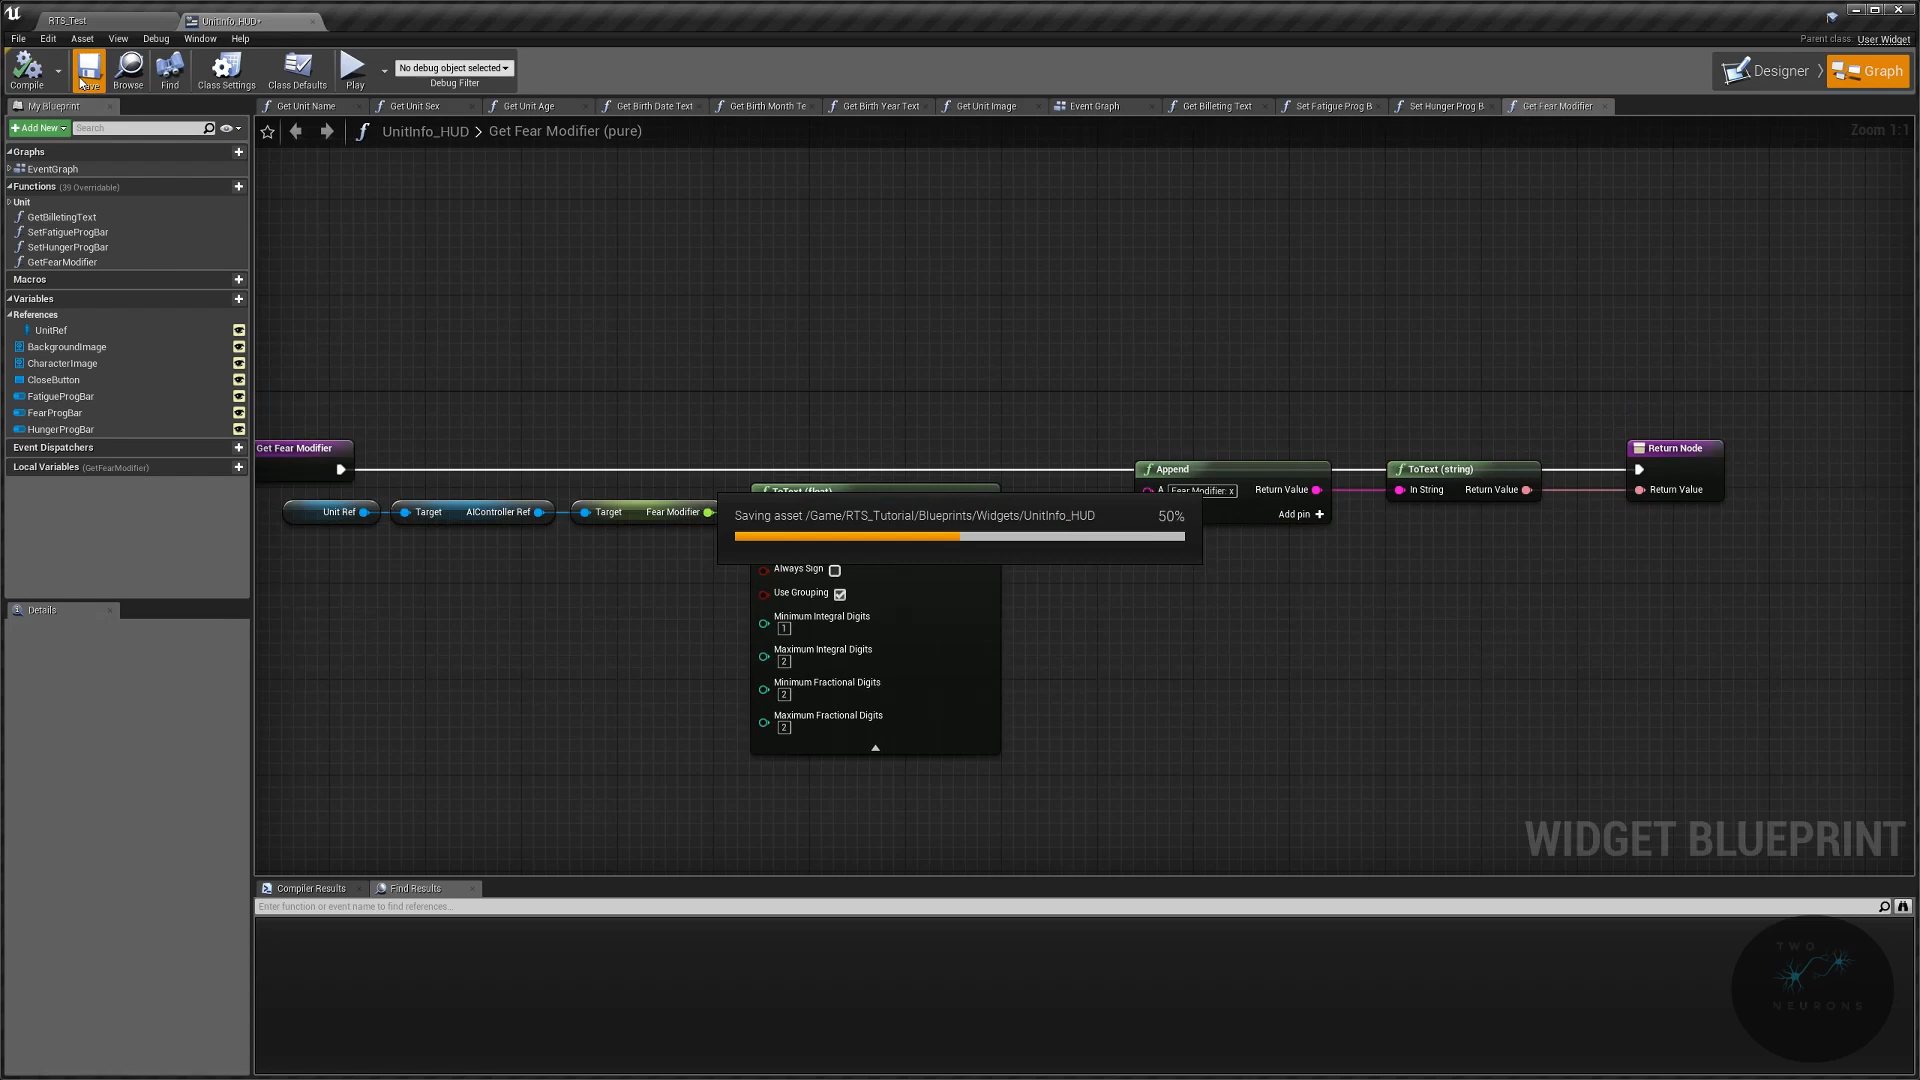 RTS_Test
UnitInfo_HUD*
File Edit Asset View Debug Window Help
Parent class: User Widget
Compile
Save
Browse
Find
Class Settings
Class Defaults
Play
No debug object selected
Debug Filter
Designer
Graph
My Blueprint
Get Unit Name
Get Unit Sex
Get Unit Age
Get Birth Date Text
Get Birth Month Te
Get Birth Year Text
Get Unit Image
Event Graph
Get Billeting Text
Set Fatigue Prog B
Set Hunger Prog B
Get Fear Modifier
Add New
Search
UnitInfo_HUD > Get Fear Modifier (pure)
Zoom 1:1
Graphs
EventGraph
Functions (39 Overridable)
Unit
GetBilletingText
SetFatigueProgBar
SetHungerProgBar
GetFearModifier
Macros
Variables
References
UnitRef
BackgroundImage
CharacterImage
CloseButton
FatigueProgBar
FearProgBar
HungerProgBar
Event Dispatchers
Local Variables (GetFearModifier)
Details
Get Fear Modifier
Unit Ref
Target AIController Ref
Target Fear Modifier
ToText (float)
Saving asset /Game/RTS_Tutorial/Blueprints/Widgets/UnitInfo_HUD 50%
Always Sign
Use Grouping
Minimum Integral Digits
1
Maximum Integral Digits
2
Minimum Fractional Digits
2
Maximum Fractional Digits
2
Append
A Fear Modifier: x Return Value
Add pin
ToText (string)
In String Return Value
Return Node
Return Value
WIDGET BLUEPRINT
Compiler Results
Find Results
Enter function or event name to find references...
TWO
NEURONS